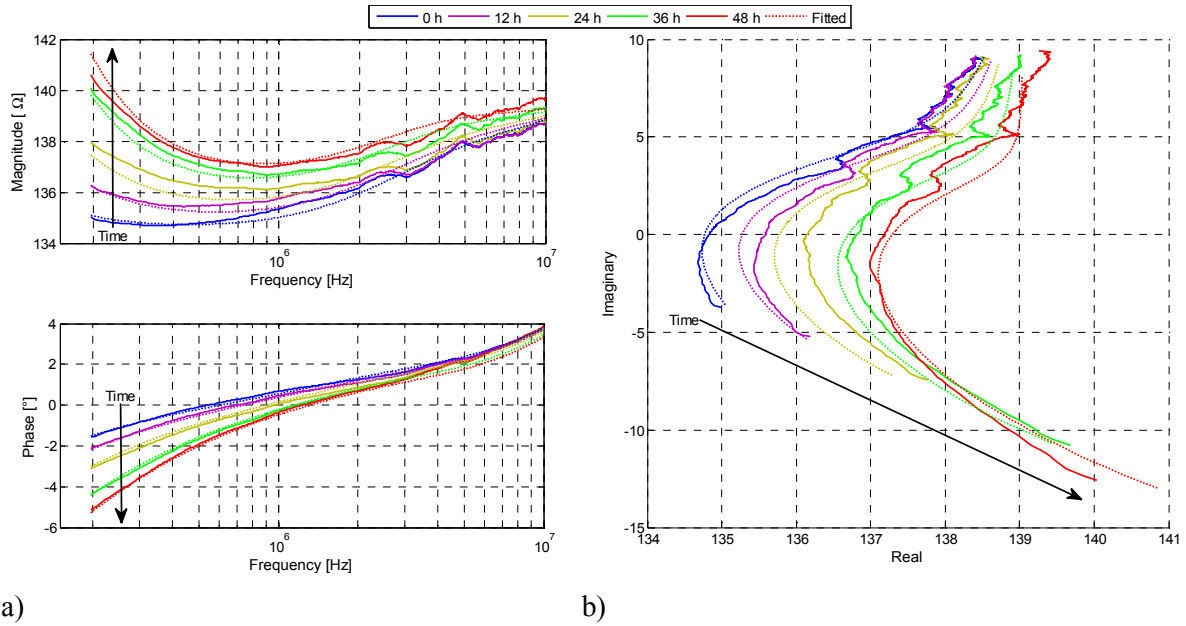 0 h 12 h 24 h 36 h 48 h Fitted
142
140
138
136
134
Magnitude [ Ω]
Time
10^6
10^7
Frequency [Hz]
4
2
0
-2
-4
-6
Phase [°]
Time
10^6
10^7
Frequency [Hz]
a)
10
5
0
-5
-10
-15
Imaginary
Time
134 135 136 137 138 139 140 141
Real
b)